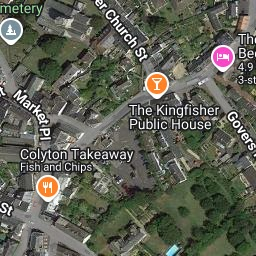 emetery
er Church St
The
Bee
4.9
3-st
The Kingfisher
Public House
Market Pl
Govers
Colyton Takeaway
Fish and Chips
St